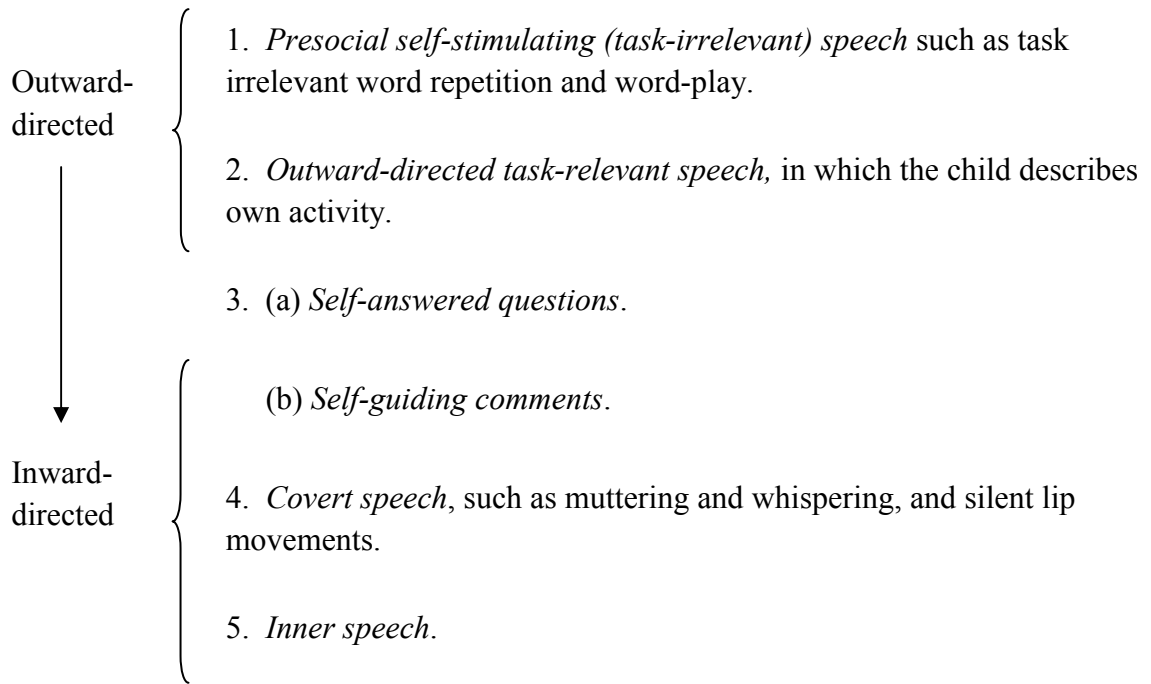 Outward-
directed
1. Presocial self-stimulating (task-irrelevant) speech such as task
irrelevant word repetition and word-play.
2. Outward-directed task-relevant speech, in which the child describes
own activity.
3. (a) Self-answered questions.
(b) Self-guiding comments.
Inward-
directed
4. Covert speech, such as muttering and whispering, and silent lip
movements.
5. Inner speech.